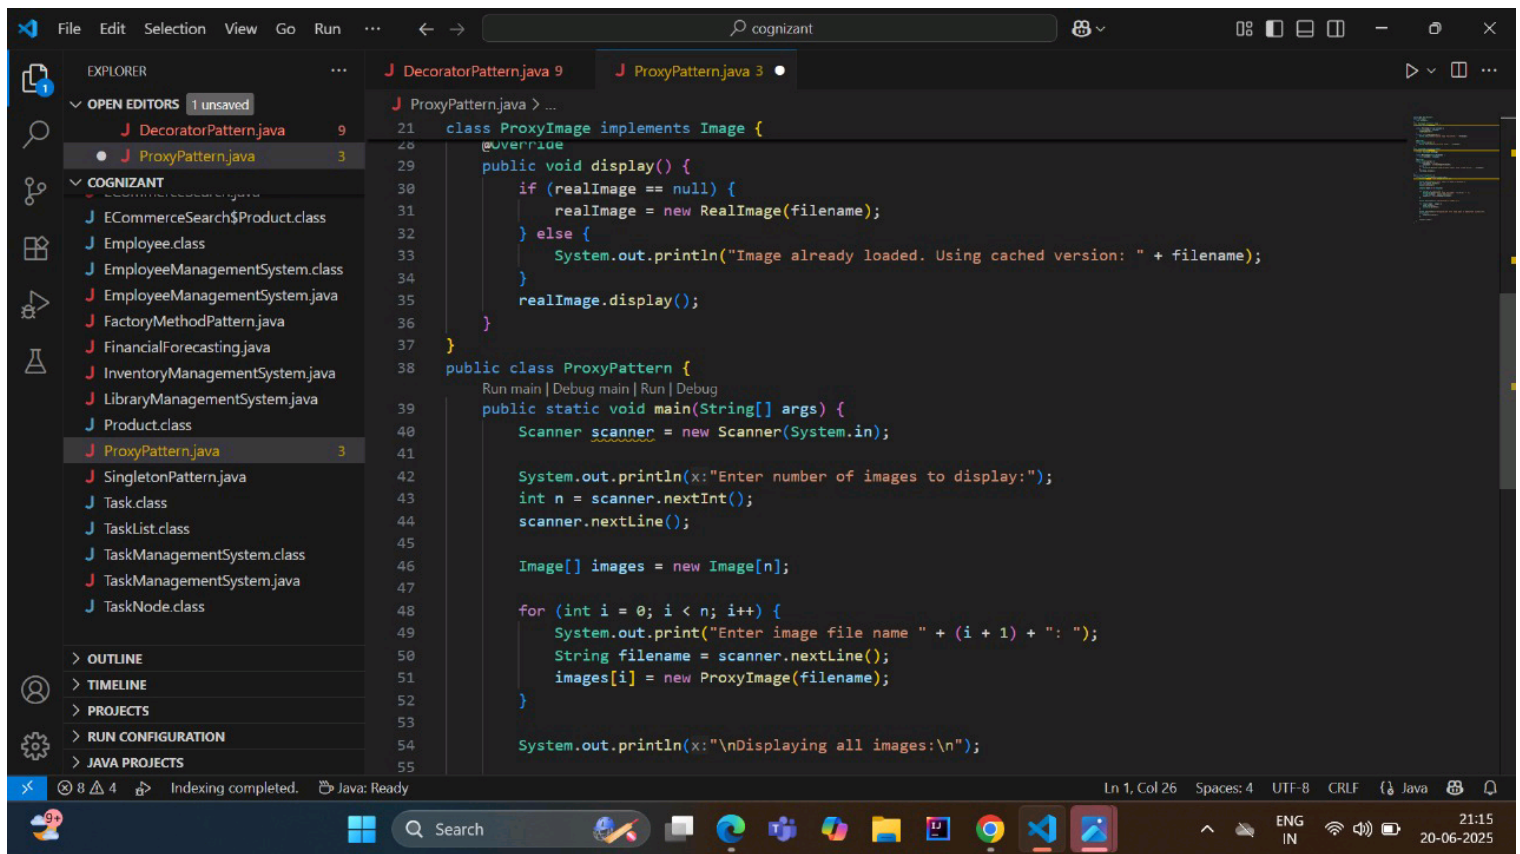 File Edit Selection View Go Run ··· cognizant
EXPLORER ···
OPEN EDITORS 1 unsaved
J DecoratorPattern.java 9
J ProxyPattern.java 3
COGNIZANT
J ECommerceSearch$Product.class
J Employee.class
J EmployeeManagementSystem.class
J EmployeeManagementSystem.java
J FactoryMethodPattern.java
J FinancialForecasting.java
J InventoryManagementSystem.java
J LibraryManagementSystem.java
J Product.class
J ProxyPattern.java 3
J SingletonPattern.java
J Task.class
J TaskList.class
J TaskManagementSystem.class
J TaskManagementSystem.java
J TaskNode.class
OUTLINE
TIMELINE
PROJECTS
RUN CONFIGURATION
JAVA PROJECTS
J DecoratorPattern.java 9 J ProxyPattern.java 3
J ProxyPattern.java > ...
21 class ProxyImage implements Image {
28 @Override
29 public void display() {
30 if (realImage == null) {
31 realImage = new RealImage(filename);
32 } else {
33 System.out.println("Image already loaded. Using cached version: " + filename);
34 }
35 realImage.display();
36 }
37 }
38 public class ProxyPattern {
Run main | Debug main | Run | Debug
39 public static void main(String[] args) {
40 Scanner scanner = new Scanner(System.in);
41
42 System.out.println(x:"Enter number of images to display:");
43 int n = scanner.nextInt();
44 scanner.nextLine();
45
46 Image[] images = new Image[n];
47
48 for (int i = 0; i < n; i++) {
49 System.out.print("Enter image file name " + (i + 1) + ": ");
50 String filename = scanner.nextLine();
51 images[i] = new ProxyImage(filename);
52 }
53
54 System.out.println(x:"\nDisplaying all images:\n");
55
8 4 Indexing completed. Java: Ready Ln 1, Col 26 Spaces: 4 UTF-8 CRLF Java
9+ Search ENG IN 21:15 20-06-2025